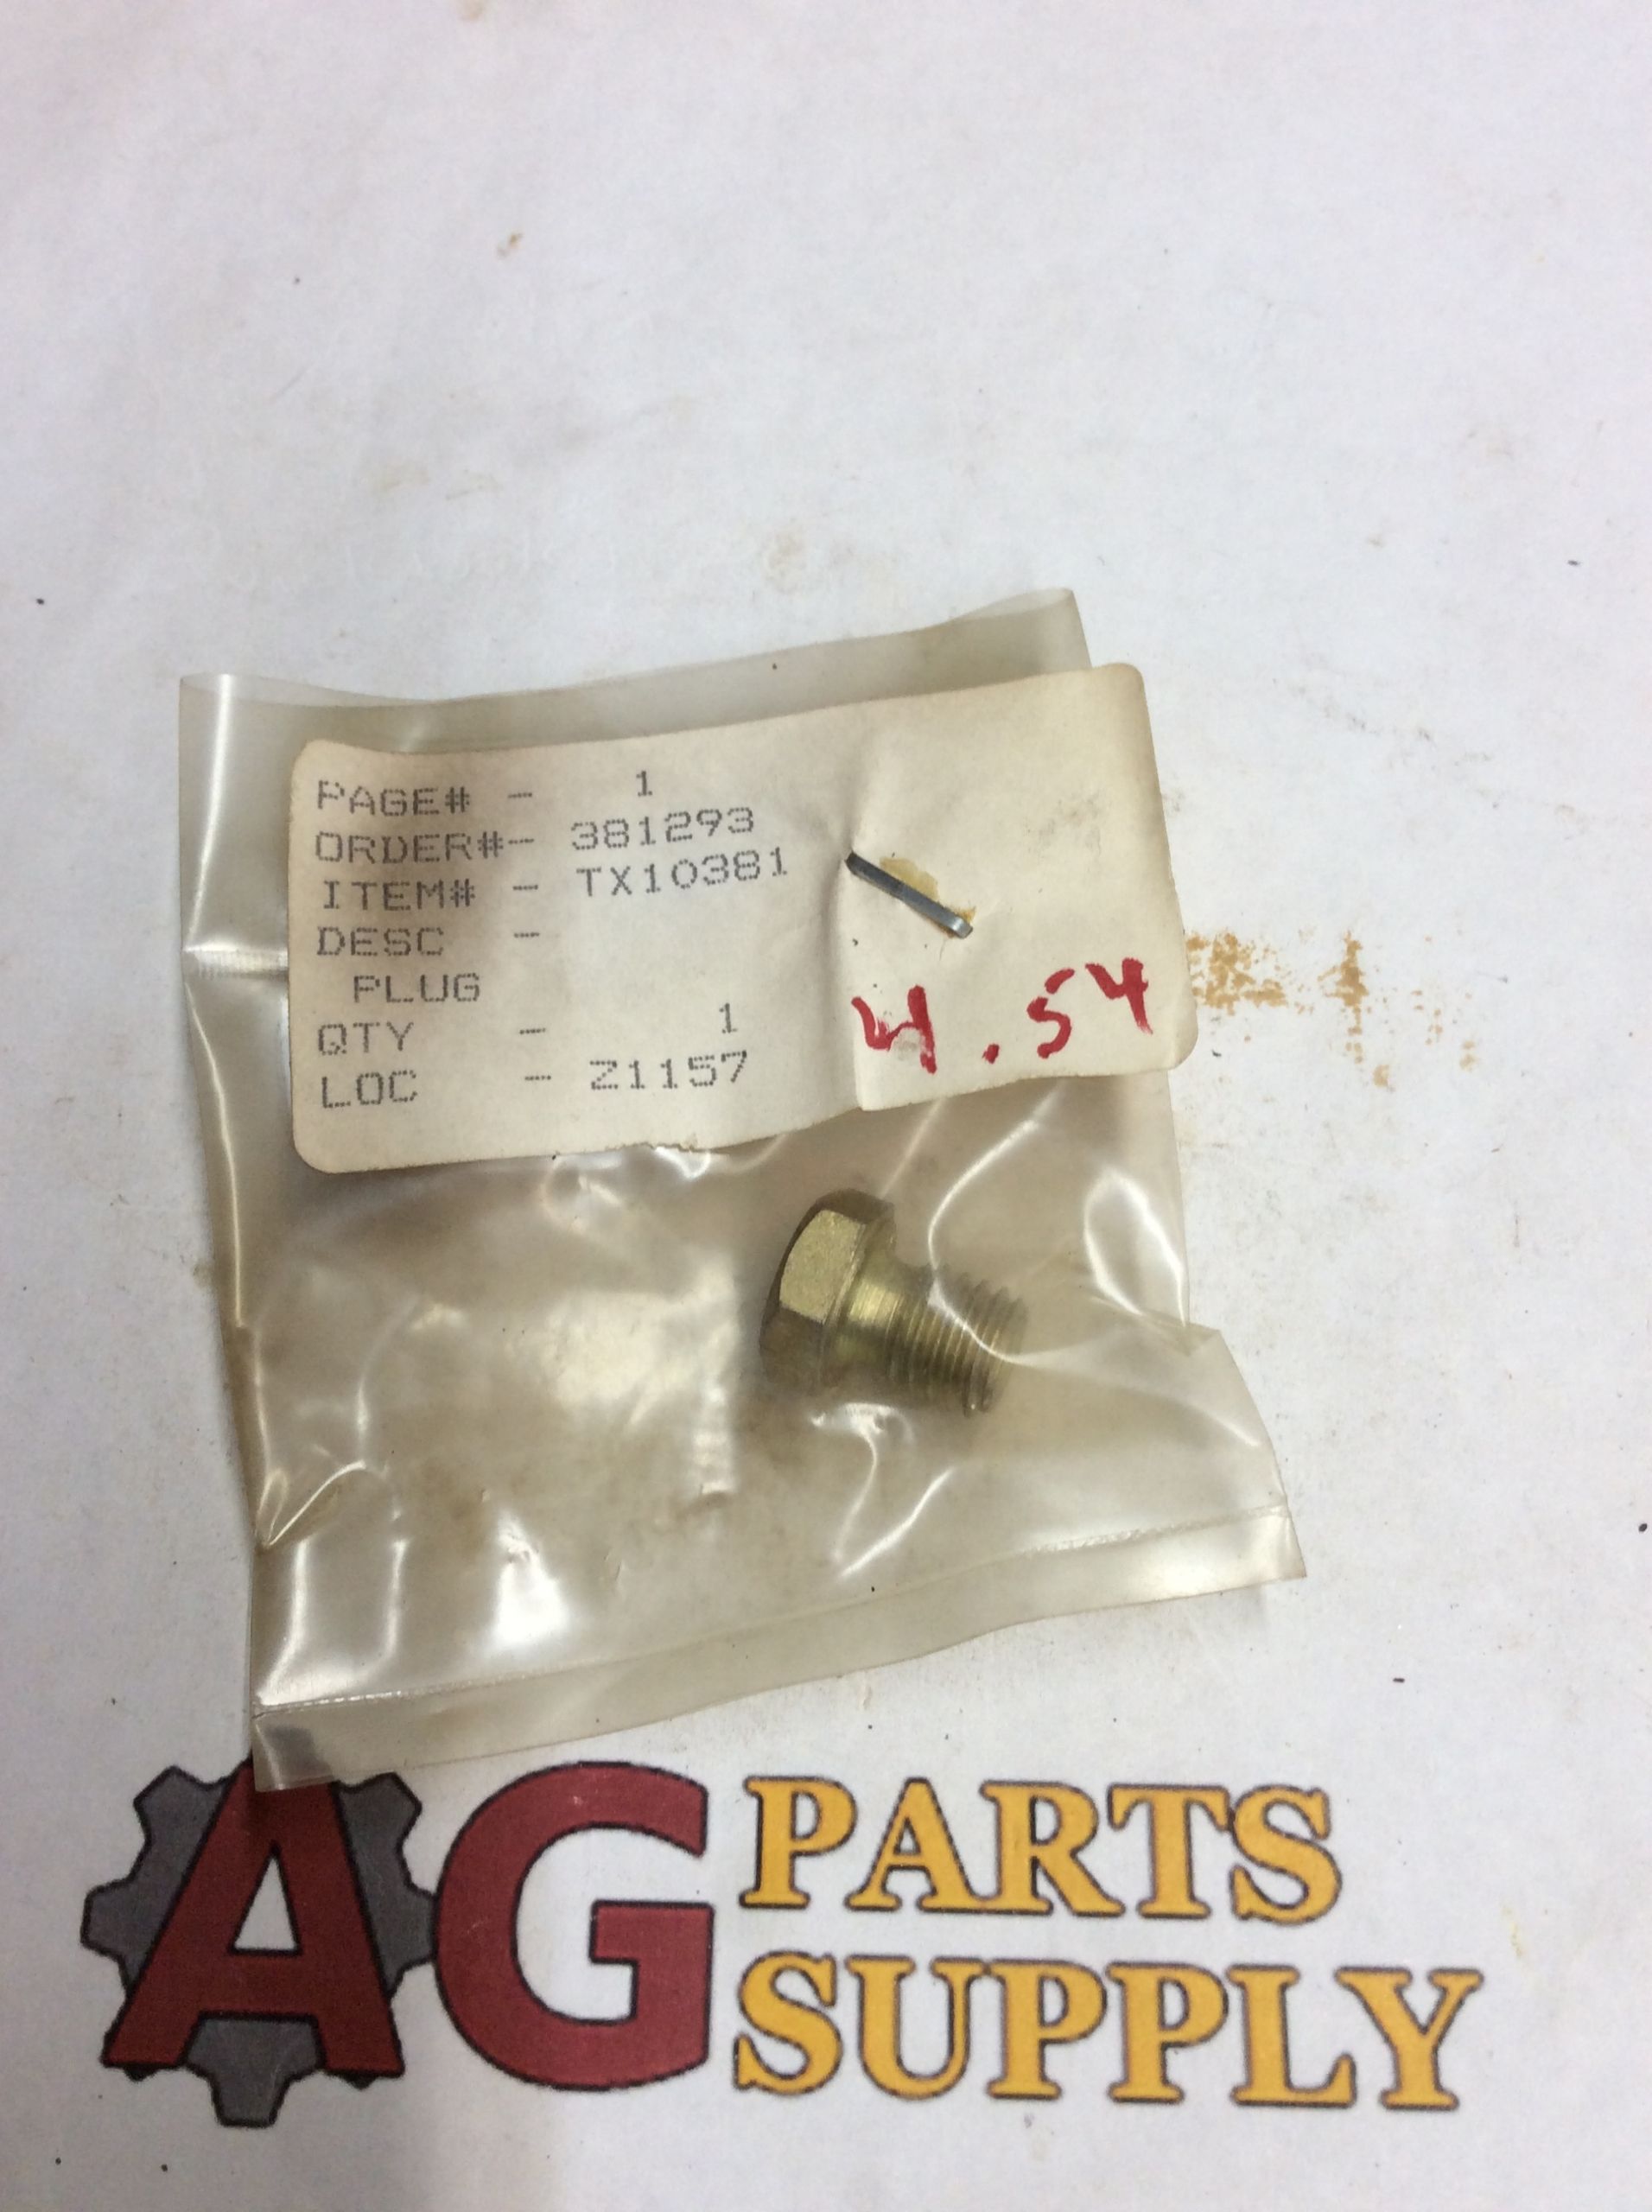 PAGE# - 1
ORDER#- 381293
ITEM# - TX10381
DESC -
PLUG
QTY - 1
LOC - Z1157
4.54
AG PARTS
SUPPLY